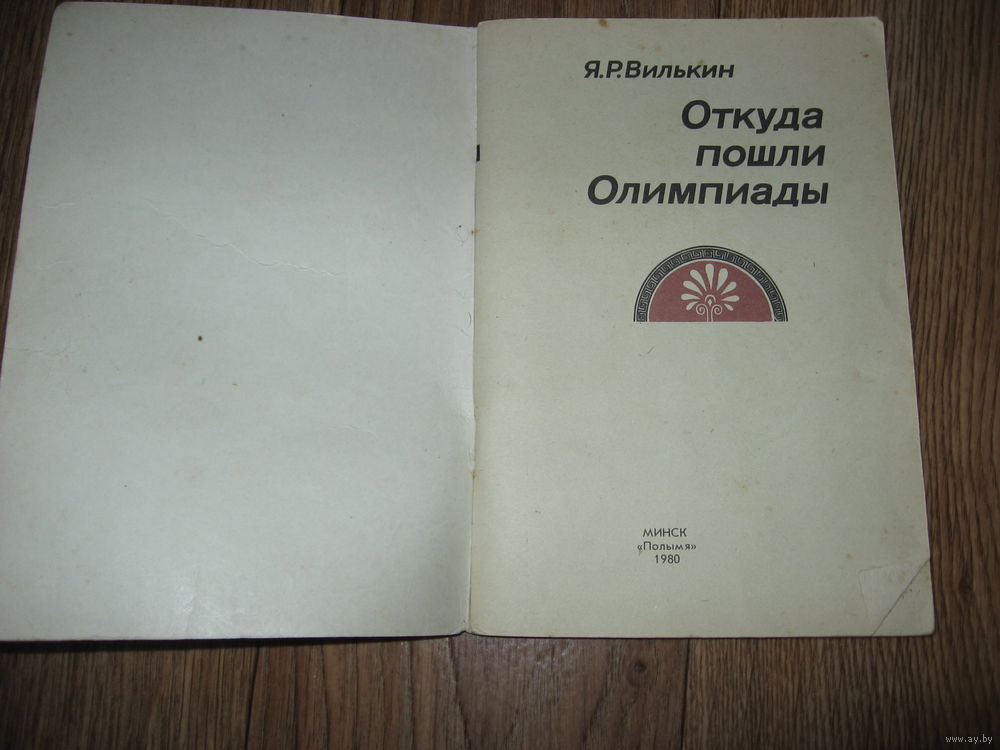 Я.Р.Вилькин
Откуда
пошли
Олимпиады
МИНСК
«Полымя»
1980
www.ay.by